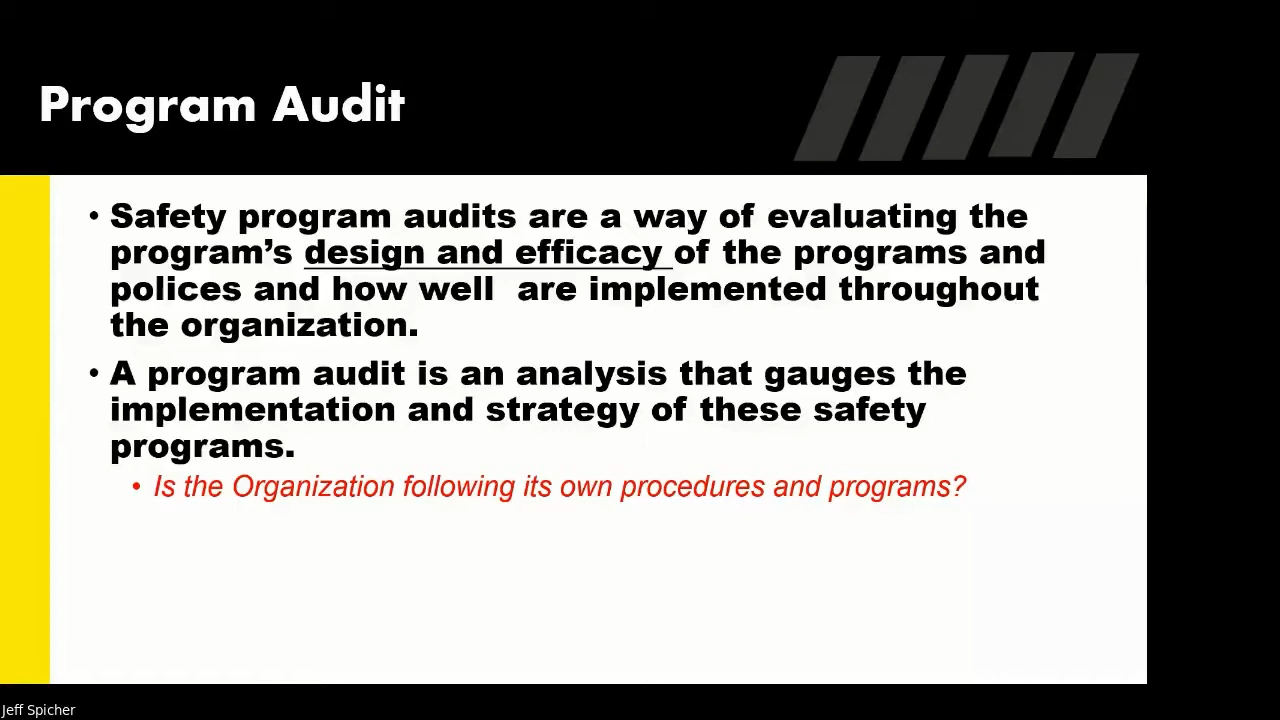 Program Audit
• Safety program audits are a way of evaluating the
program’s design and efficacy of the programs and
polices and how well  are implemented throughout
the organization.
• A program audit is an analysis that gauges the
implementation and strategy of these safety
programs.
• Is the Organization following its own procedures and programs?
Jeff Spicher